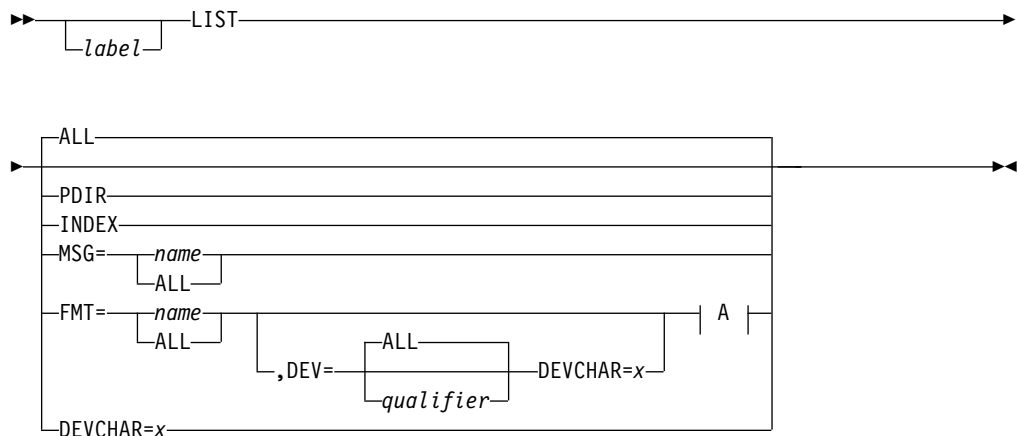 LIST
label
ALL
PDIR
INDEX
MSG= name
ALL
FMT= name A
ALL ALL
,DEV= DEVCHAR=x
qualifier
DEVCHAR=x